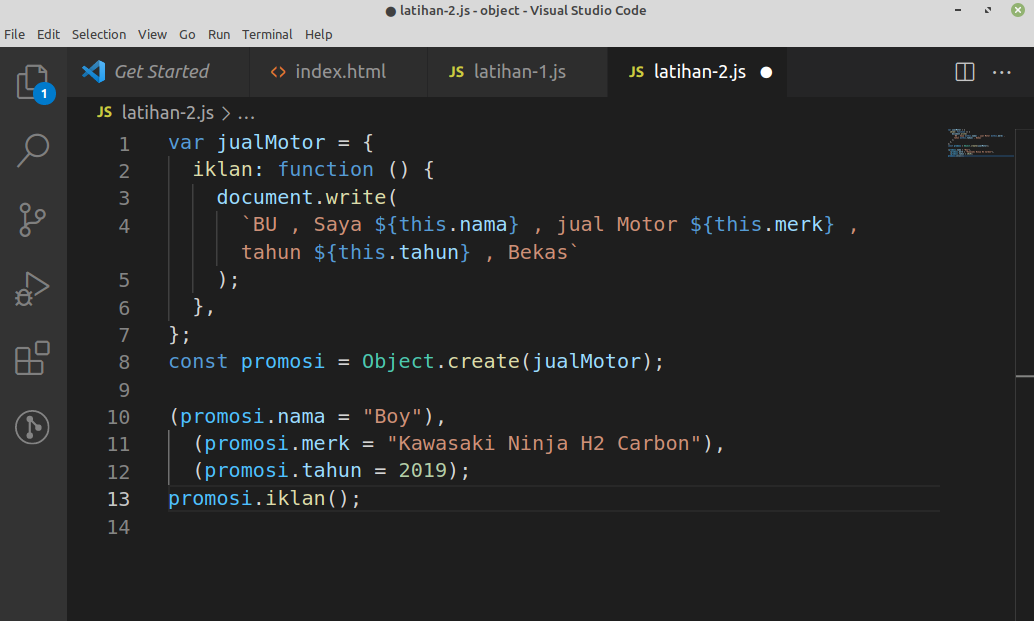 ● latihan-2.js - object - Visual Studio Code
File Edit Selection View Go Run Terminal Help
Get Started index.html JS latihan-1.js JS latihan-2.js ●
1
JS latihan-2.js > ...
1 var jualMotor = {
2 iklan: function () {
3 document.write(
4 `BU , Saya ${this.nama} , jual Motor ${this.merk} ,
tahun ${this.tahun} , Bekas`
5 );
6 },
7 };
8 const promosi = Object.create(jualMotor);
9
10 (promosi.nama = "Boy"),
11 (promosi.merk = "Kawasaki Ninja H2 Carbon"),
12 (promosi.tahun = 2019);
13 promosi.iklan();
14